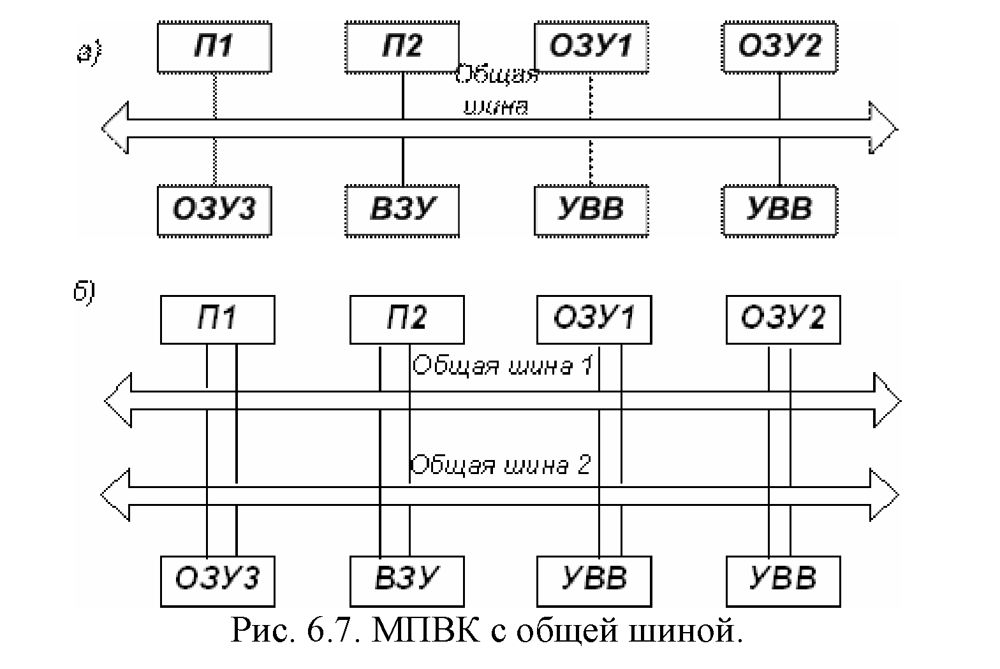 а)
П1 П2 ОЗУ1 ОЗУ2
Общая
шина
ОЗУ3 ВЗУ УВВ УВВ
б)
П1 П2 ОЗУ1 ОЗУ2
Общая шина 1
Общая шина 2
ОЗУ3 ВЗУ УВВ УВВ
Рис. 6.7. МПВК с общей шиной.